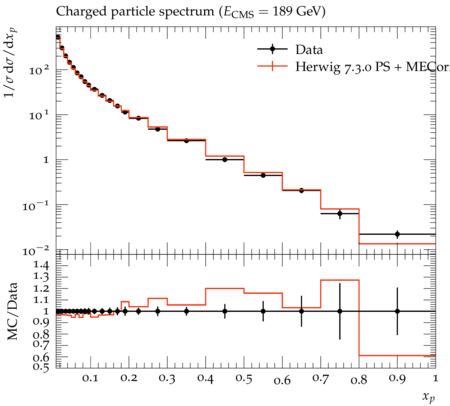 Charged particle spectrum (E_CMS = 189 GeV)
1/σ dσ/dx_p
Data
Herwig 7.3.0 PS + MECor
10^2
10^1
1
10^−1
10^−2
MC/Data
1.4
1.3
1.2
1.1
1
0.9
0.8
0.7
0.6
0.5
0.1 0.2 0.3 0.4 0.5 0.6 0.7 0.8 0.9 1
x_p